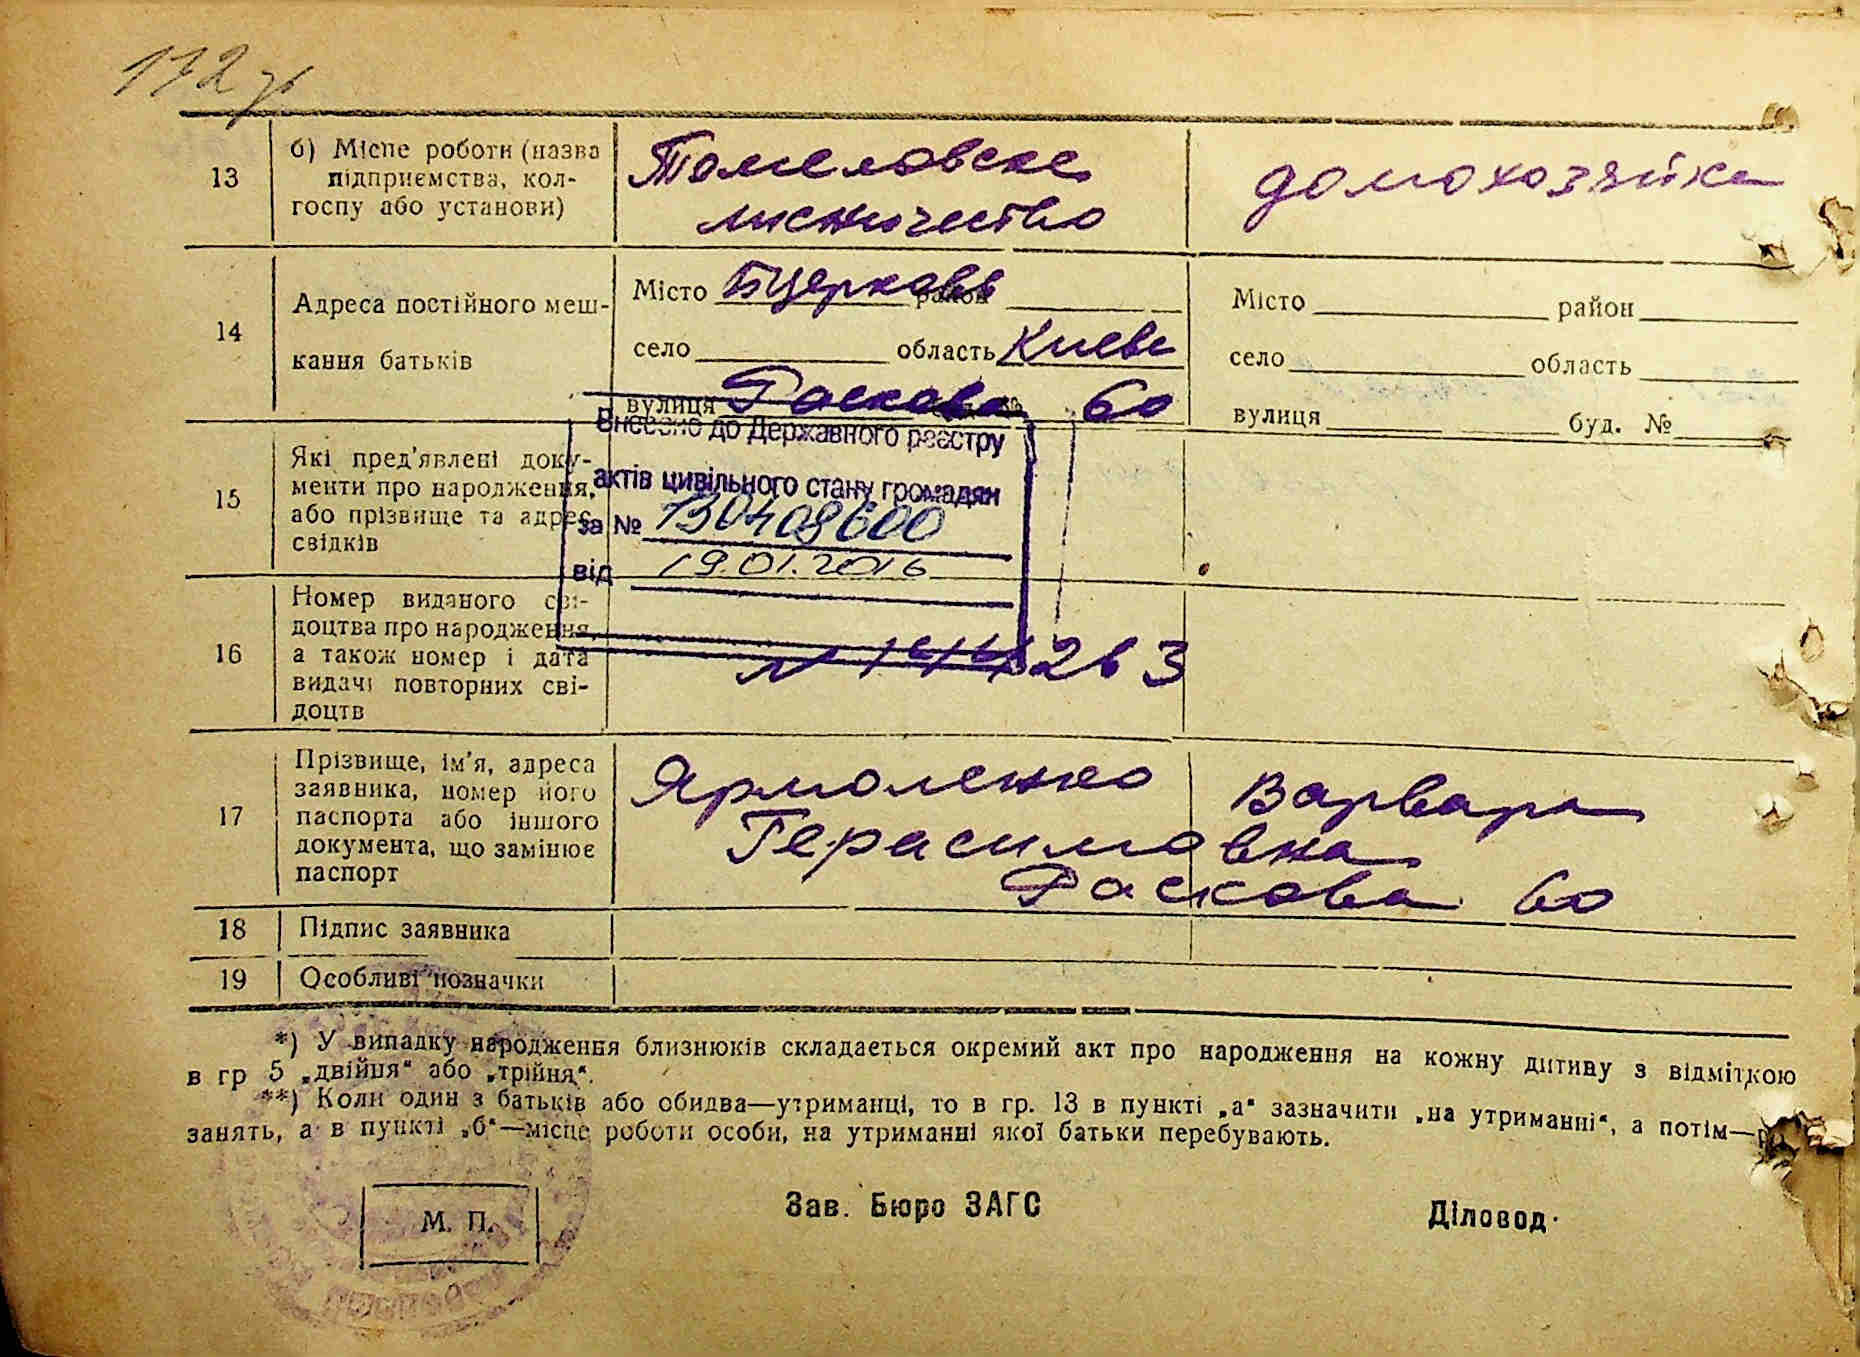 172
13
б) Місце роботи (назва
підприємства, кол-
госпу або установи)
Томиловске
лисничество
домохозяйка
14
Адреса постійного меш-
кання батьків
Місто БЦерковь район
село область Киевс
вулиця Раскова 60
Місто район
село область
вулиця буд. №
Внесено до Державного реєстру
актів цивільного стану громадян
за № 130408600
від 19.01.2016
15
Які пред'явлені доку-
менти про народження,
або прізвище та адрес
свідків
16
Номер виданого сві-
доцтва про народження,
а також номер і дата
видачі повторних сві-
доцтв
17
Прізвище, ім'я, адреса
заявника, номер його
паспорта або іншого
документа, що замінює
паспорт
Ярмоленко Варвара
Герасимовна
Раскова 60
18 Підпис заявника
19 Особливі позначки
*) У випадку народження близнюків складається окремий акт про народження на кожну дитину з відміткою
в гр 5 „двійня“ або „трійня“.
**) Коли один з батьків або обидва—утриманці, то в гр. 13 в пункті „а“ зазначити „на утриманні“, а потім—
занять, а в пункті „б“—місце роботи особи, на утриманні якої батьки перебувають.
М. П.
Зав. Бюро ЗАГС
Діловод